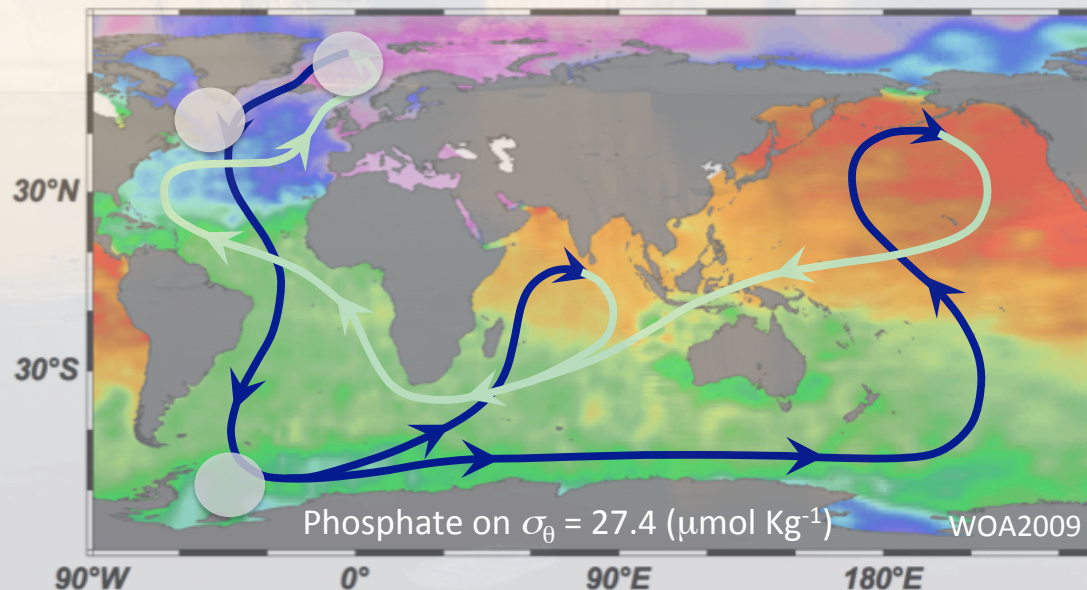 30°N
30°S
Phosphate on σθ = 27.4 (μmol Kg-1)
WOA2009
90°W 0° 90°E 180°E